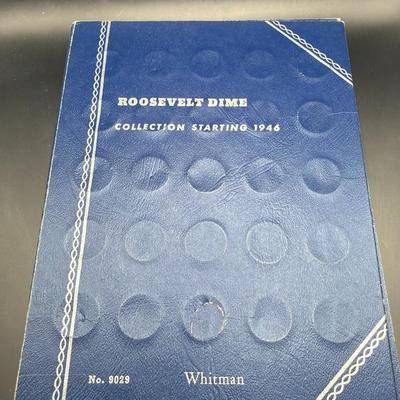 ROOSEVELT DIME
COLLECTION STARTING 1946
No. 9029 Whitman